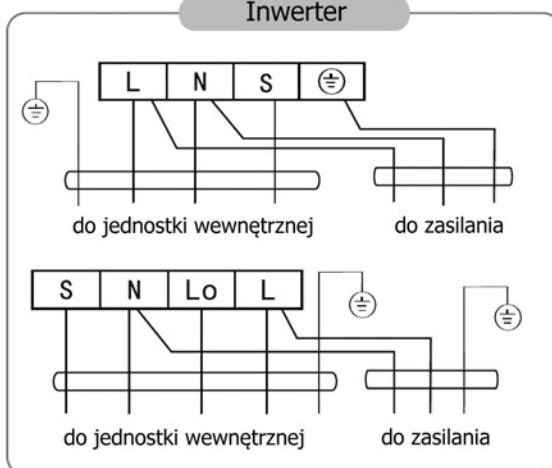 Inwerter
L N S
do jednostki wewnętrznej do zasilania
S N Lo L
do jednostki wewnętrznej do zasilania